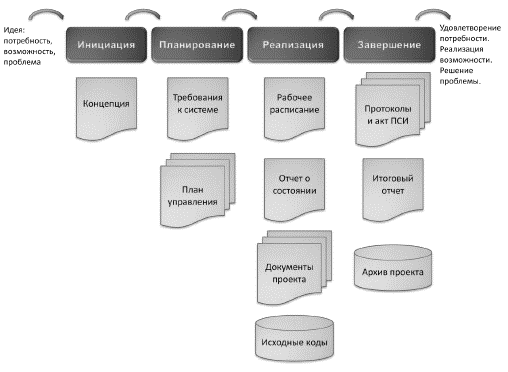 Идея:
потребность,
возможность,
проблема
Инициация
Планирование
Реализация
Завершение
Удовлетворение
потребности.
Реализация
возможности.
Решение
проблемы.
Концепция
Требования
к системе
Рабочее
расписание
Протоколы
и акт ПСИ
План
управления
Отчет о
состоянии
Итоговый
отчет
Документы
проекта
Архив проекта
Исходные коды